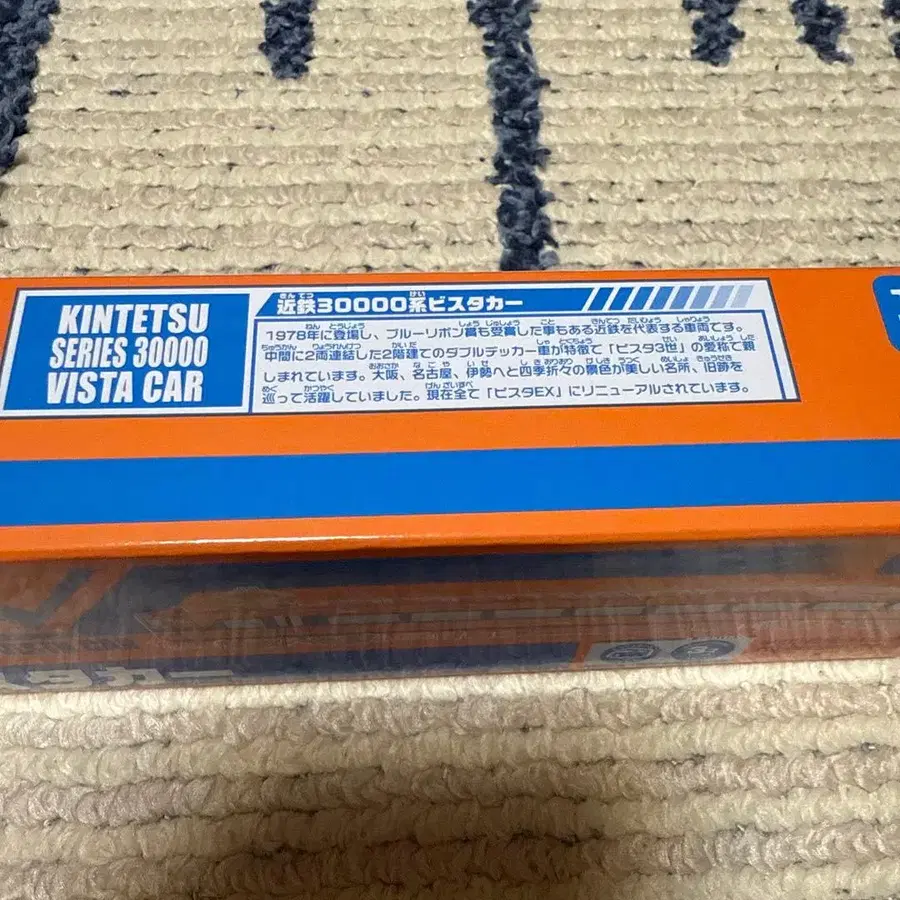 KINTETSU
SERIES 30000
VISTA CAR
近鉄30000系ビスタカー
1978年に登場し、ブルーリボン賞も受賞した事もある近鉄を代表する車両です。
中間に2両連結した2階建てのダブルデッカー車が特徴で「ビスタ3世」の愛称で親
しまれています。大阪、名古屋、伊勢へと四季折々の景色が美しい名所、旧跡を
巡って活躍していました。現在全て「ビスタEX」にリニューアルされています。
スタカー